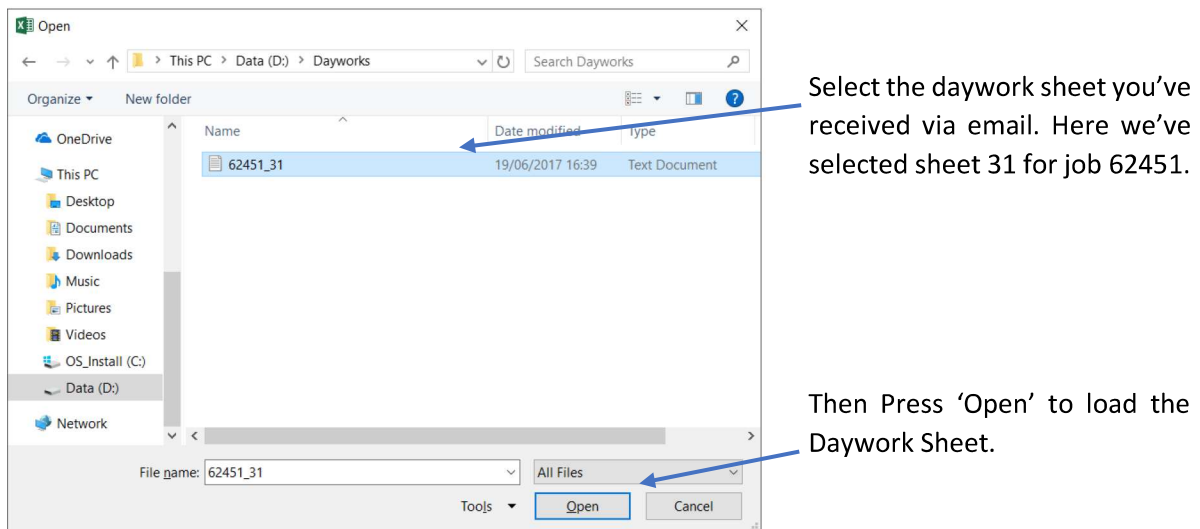 Open
This PC > Data (D:) > Dayworks
Search Dayworks
Organize
New folder
Name
Date modified
Type
OneDrive
This PC
Desktop
Documents
Downloads
Music
Pictures
Videos
OS_Install (C:)
Data (D:)
Network
62451_31
19/06/2017 16:39
Text Document
File name:
62451_31
All Files
Tools
Open
Cancel
Select the daywork sheet you’ve
received via email. Here we’ve
selected sheet 31 for job 62451.
Then Press ‘Open’ to load the
Daywork Sheet.